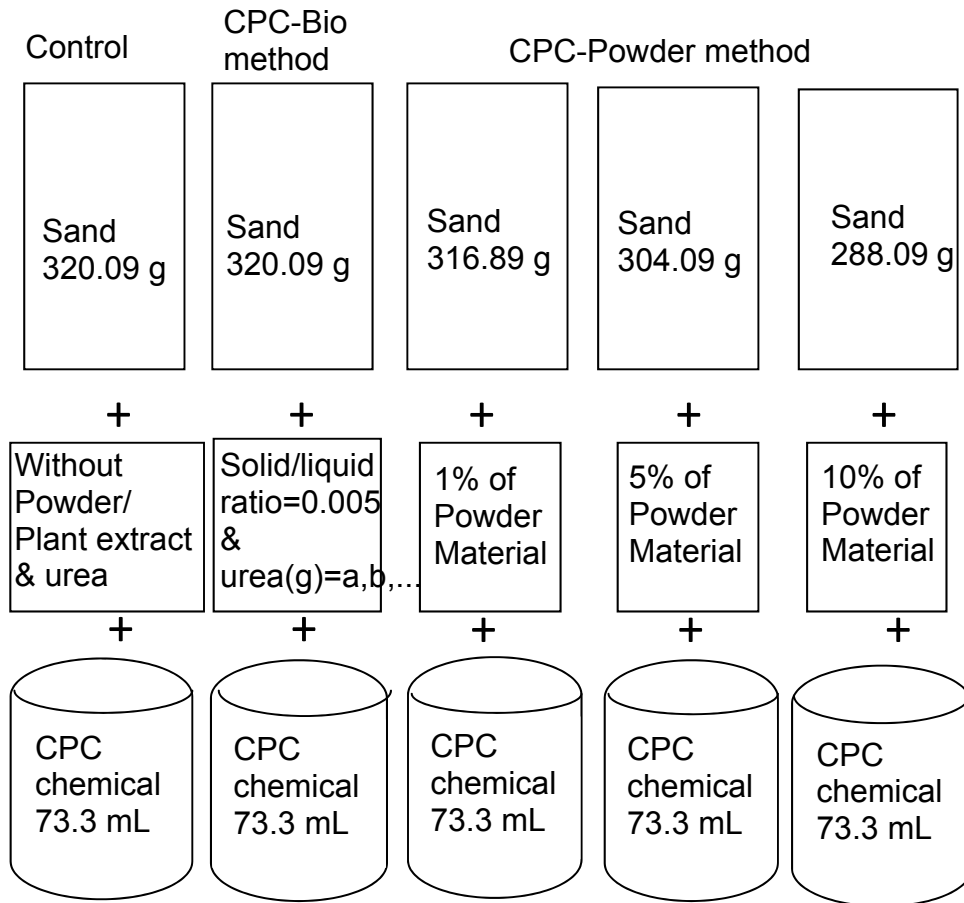 Control
CPC-Bio
method
CPC-Powder method
Sand
320.09 g
Sand
320.09 g
Sand
316.89 g
Sand
304.09 g
Sand
288.09 g
+
+
+
+
+
Without
Powder/
Plant extract
& urea
Solid/liquid
ratio=0.005
&
urea(g)=a,b,...
1% of
Powder
Material
5% of
Powder
Material
10% of
Powder
Material
+
+
+
+
+
CPC
chemical
73.3 mL
CPC
chemical
73.3 mL
CPC
chemical
73.3 mL
CPC
chemical
73.3 mL
CPC
chemical
73.3 mL